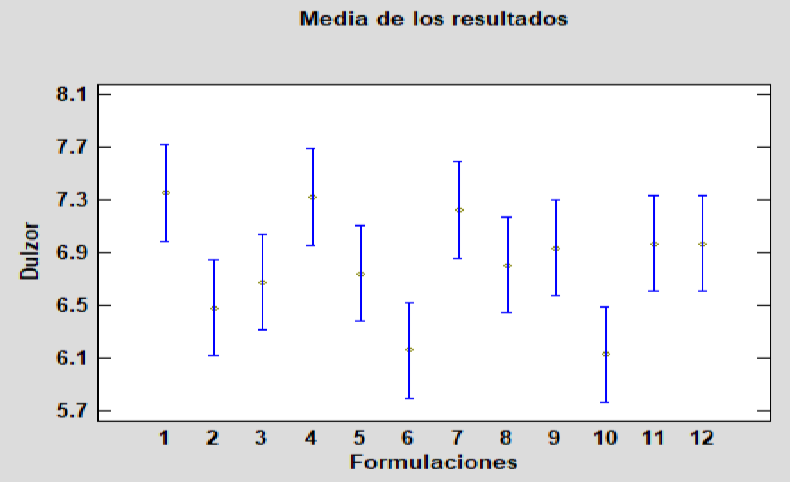 Media de los resultados
8.1
7.7
7.3
6.9
6.5
6.1
5.7
Dulzor
1 2 3 4 5 6 7 8 9 10 11 12
Formulaciones